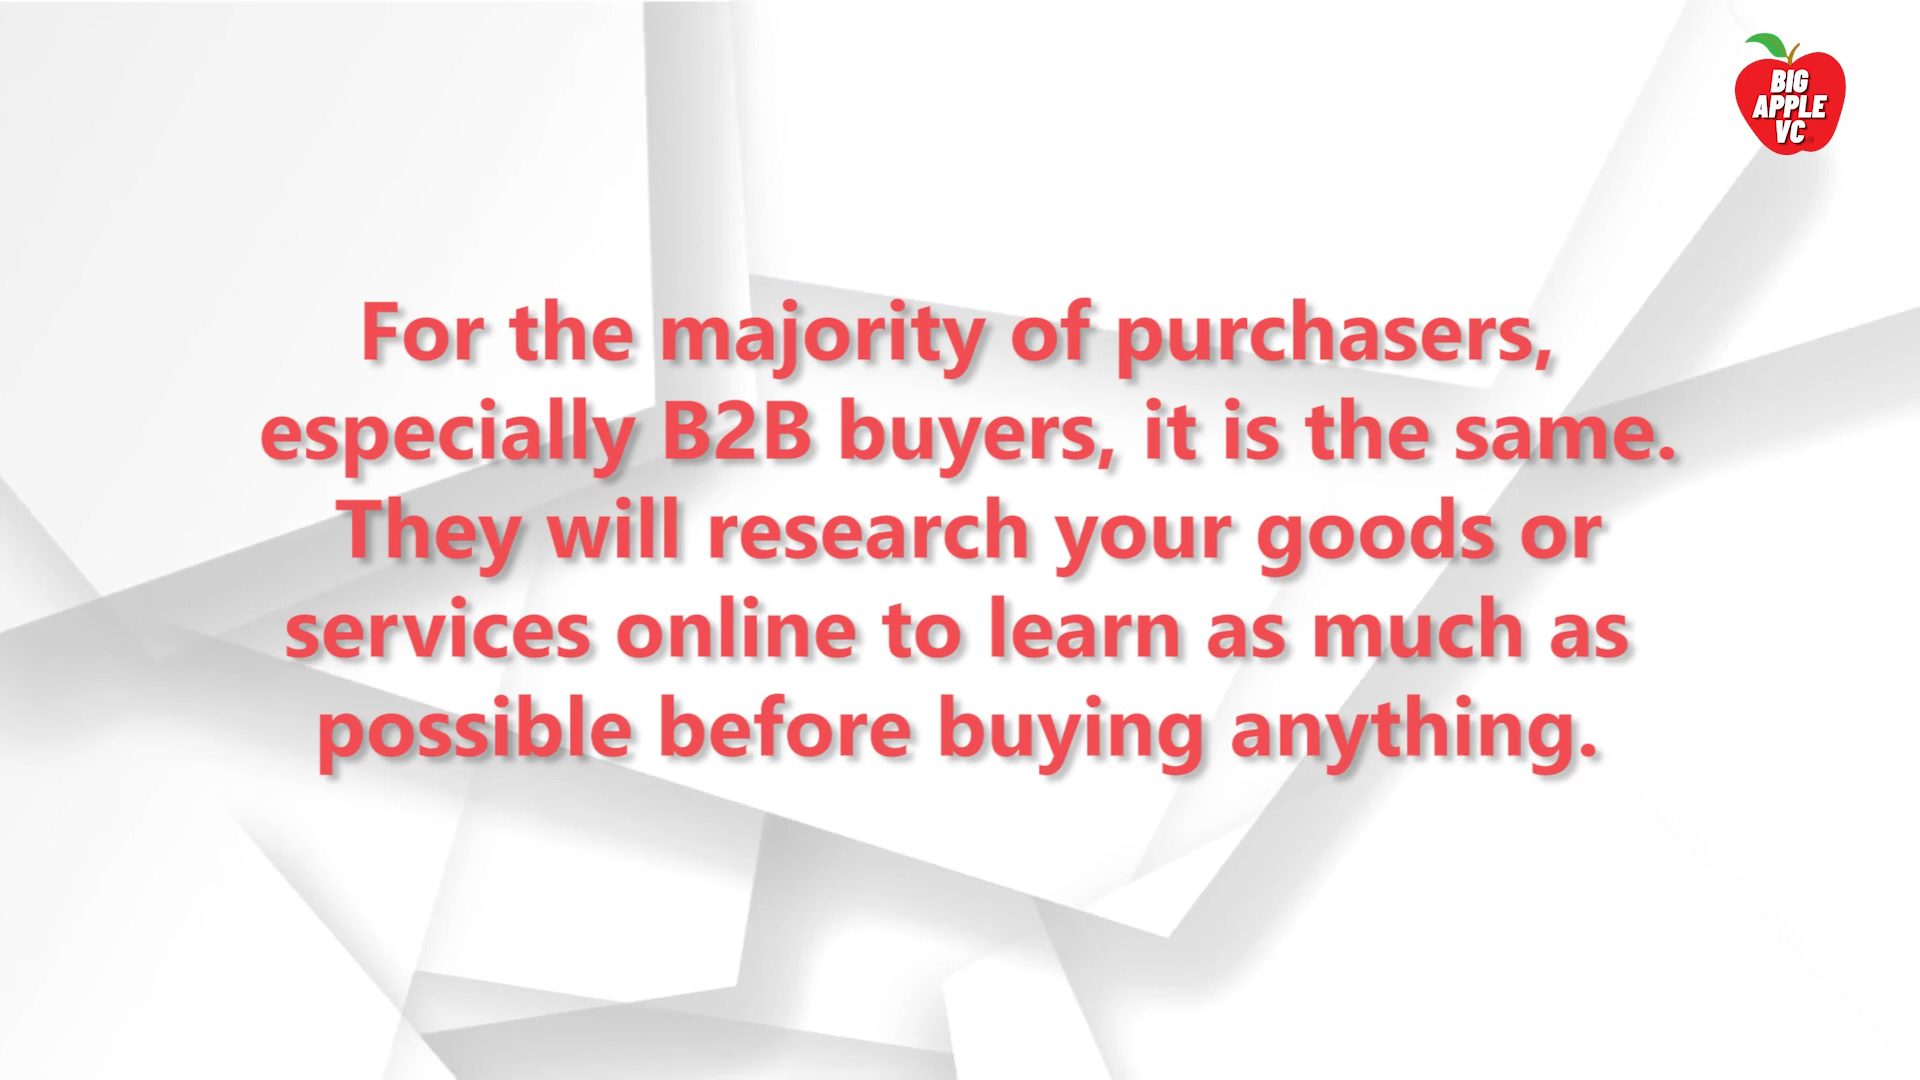 BIG
APPLE
VC
For the majority of purchasers,
especially B2B buyers, it is the same.
They will research your goods or
services online to learn as much as
possible before buying anything.